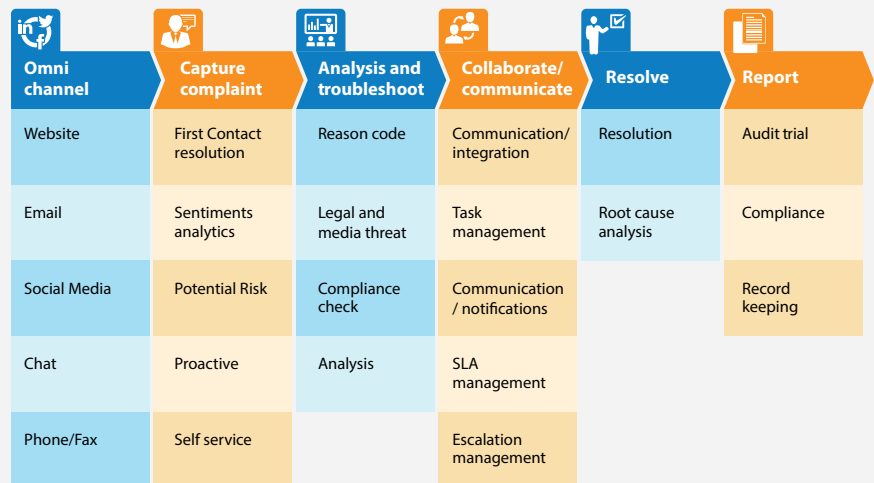 in f
Omni
channel
Capture
complaint
Analysis and
troubleshoot
Collaborate/
communicate
Resolve
Report
Website
First Contact
resolution
Reason code
Communication/
integration
Resolution
Audit trial
Email
Sentiments
analytics
Legal and
media threat
Task
management
Root cause
analysis
Compliance
Social Media
Potential Risk
Compliance
check
Communication
/ notifications
Record
keeping
Chat
Proactive
Analysis
SLA
management
Phone/Fax
Self service
Escalation
management